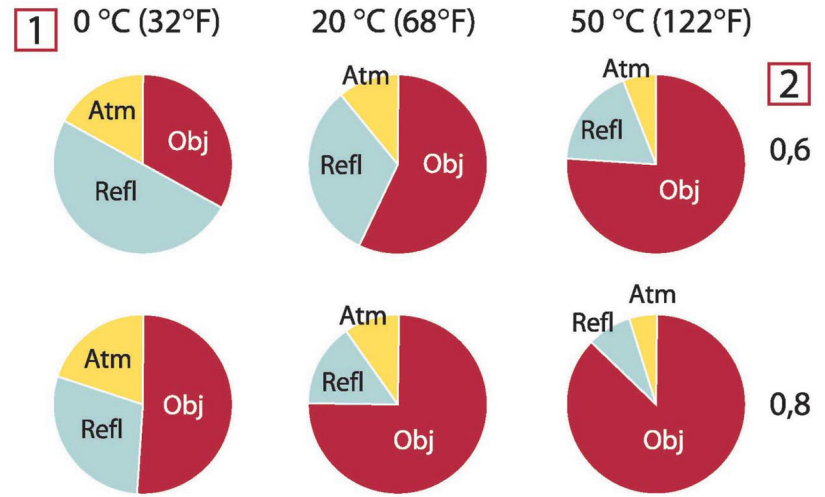 1 0 °C (32°F) 20 °C (68°F) 50 °C (122°F)
2
Atm Obj Refl
Atm Refl Obj
Atm Refl Obj
0,6
Atm Obj Refl
Atm Refl Obj
Atm Refl Obj
0,8